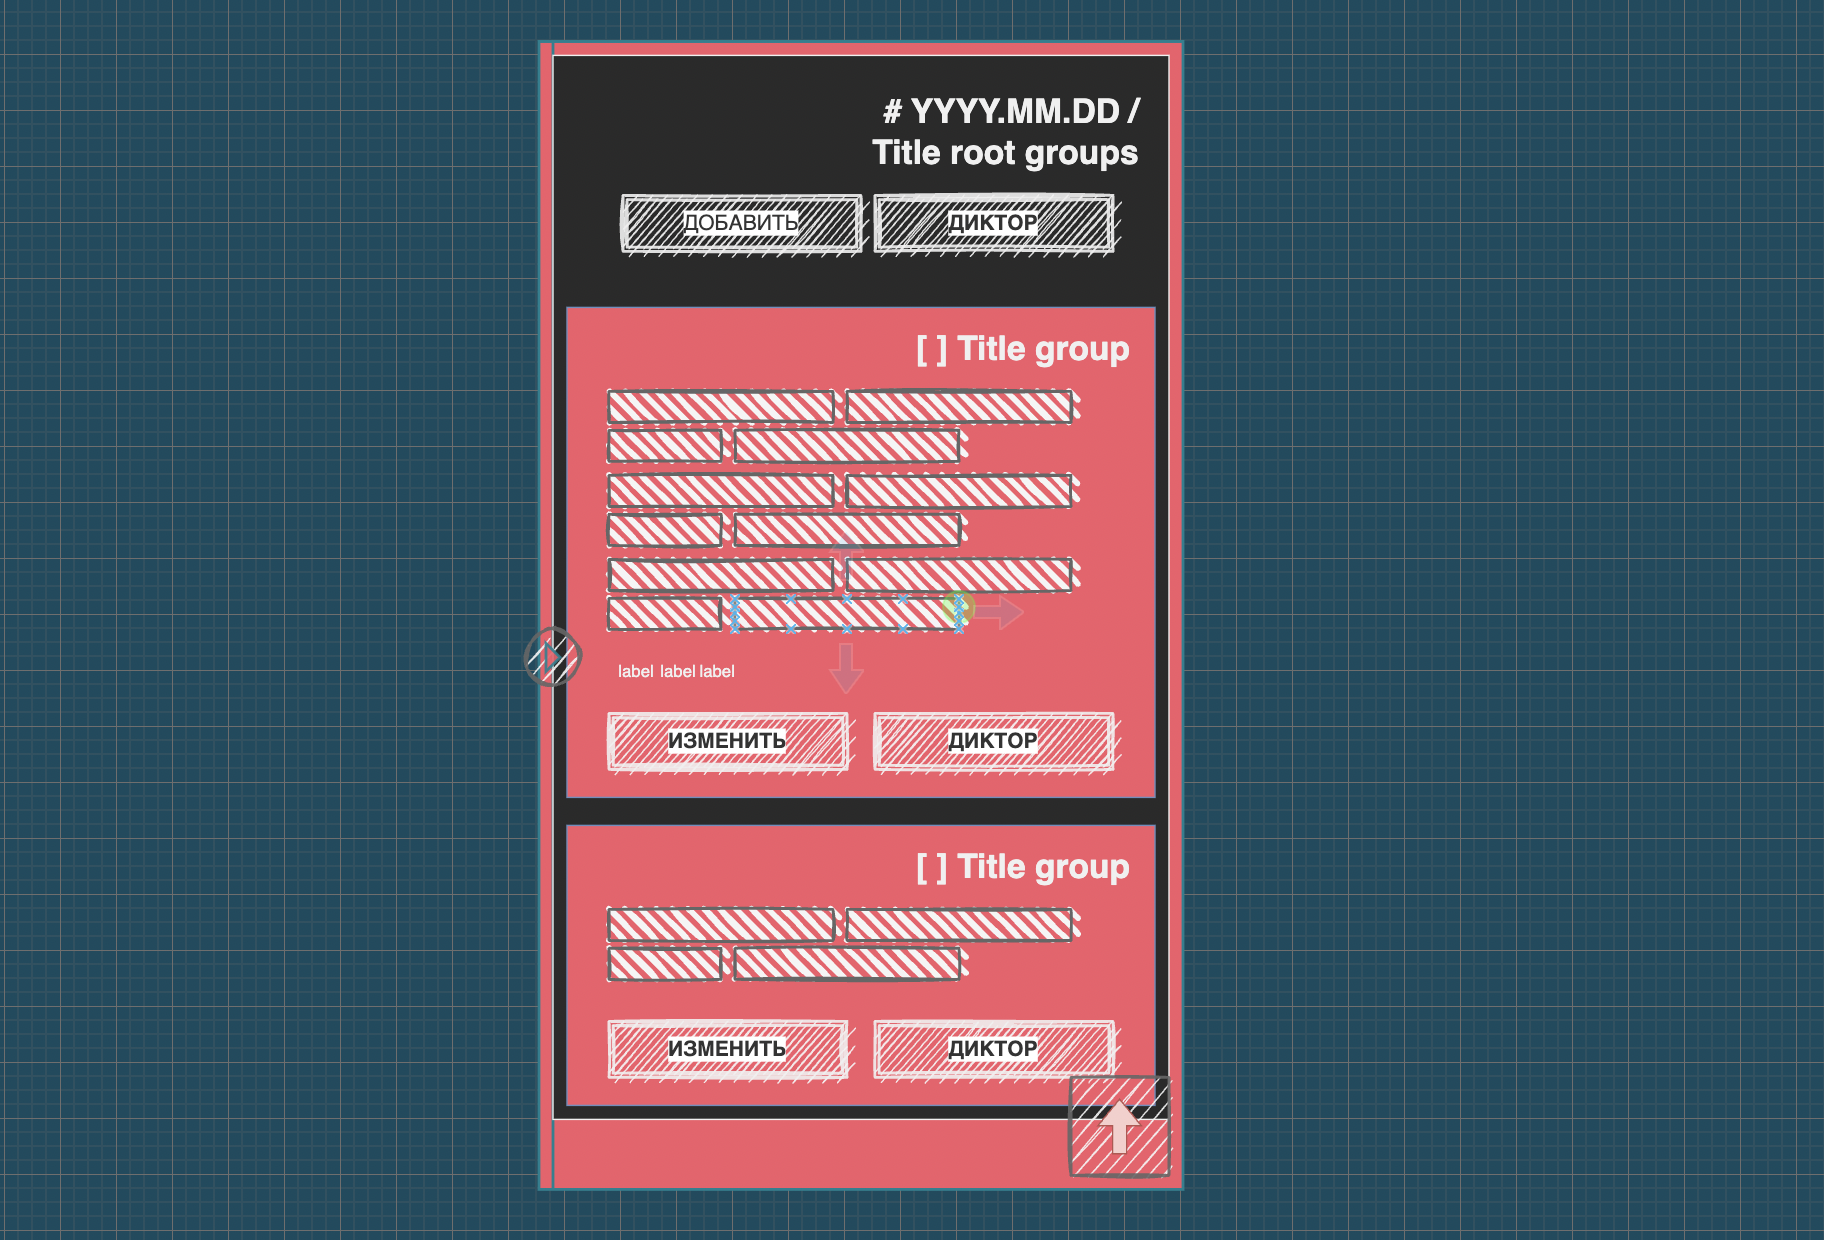 # YYYY.MM.DD /
Title root groups
ДОБАВИТЬ ДИКТОР
[ ] Title group
label label label
ИЗМЕНИТЬ ДИКТОР
[ ] Title group
ИЗМЕНИТЬ ДИКТОР